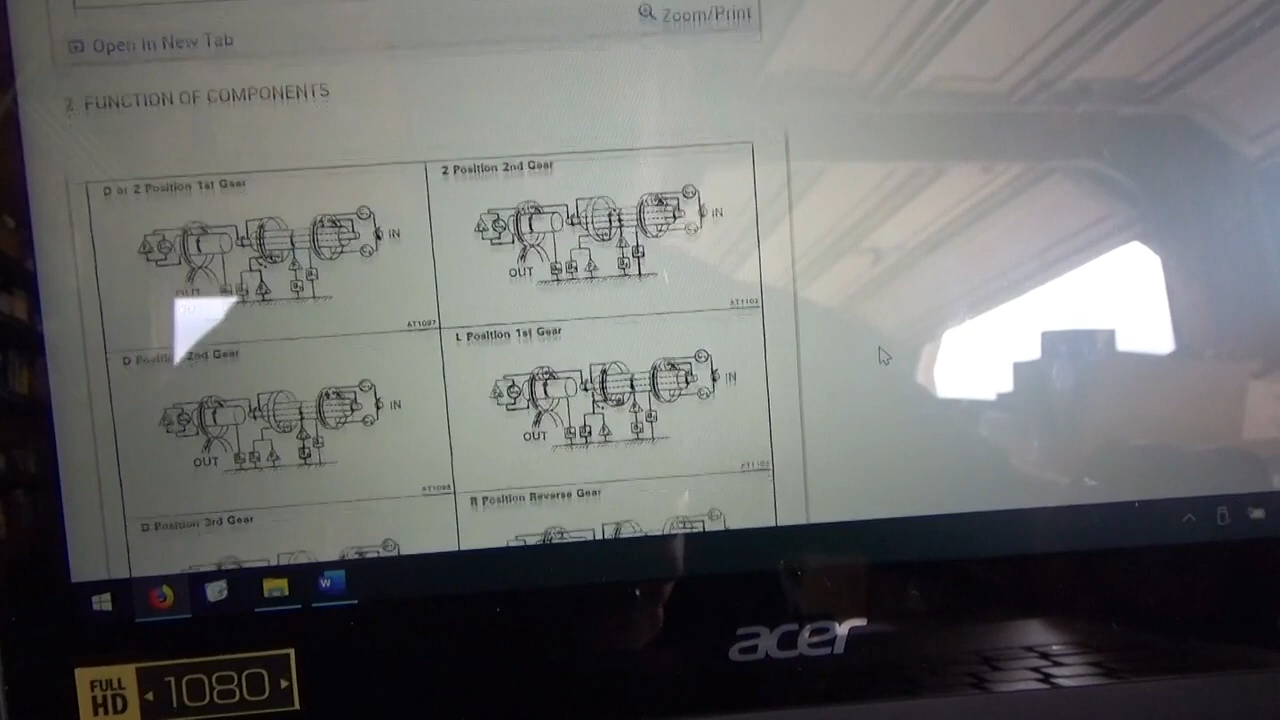 Zoom/Print
Open in New Tab
2. FUNCTION OF COMPONENTS
D or 2 Position 1st Gear
IN
OUT
AT1097
2 Position 2nd Gear
IN
OUT
AT1102
D Position 2nd Gear
IN
OUT
AT1098
L Position 1st Gear
IN
OUT
D Position 3rd Gear
R Position Reverse Gear
W
acer
FULL
HD
1080